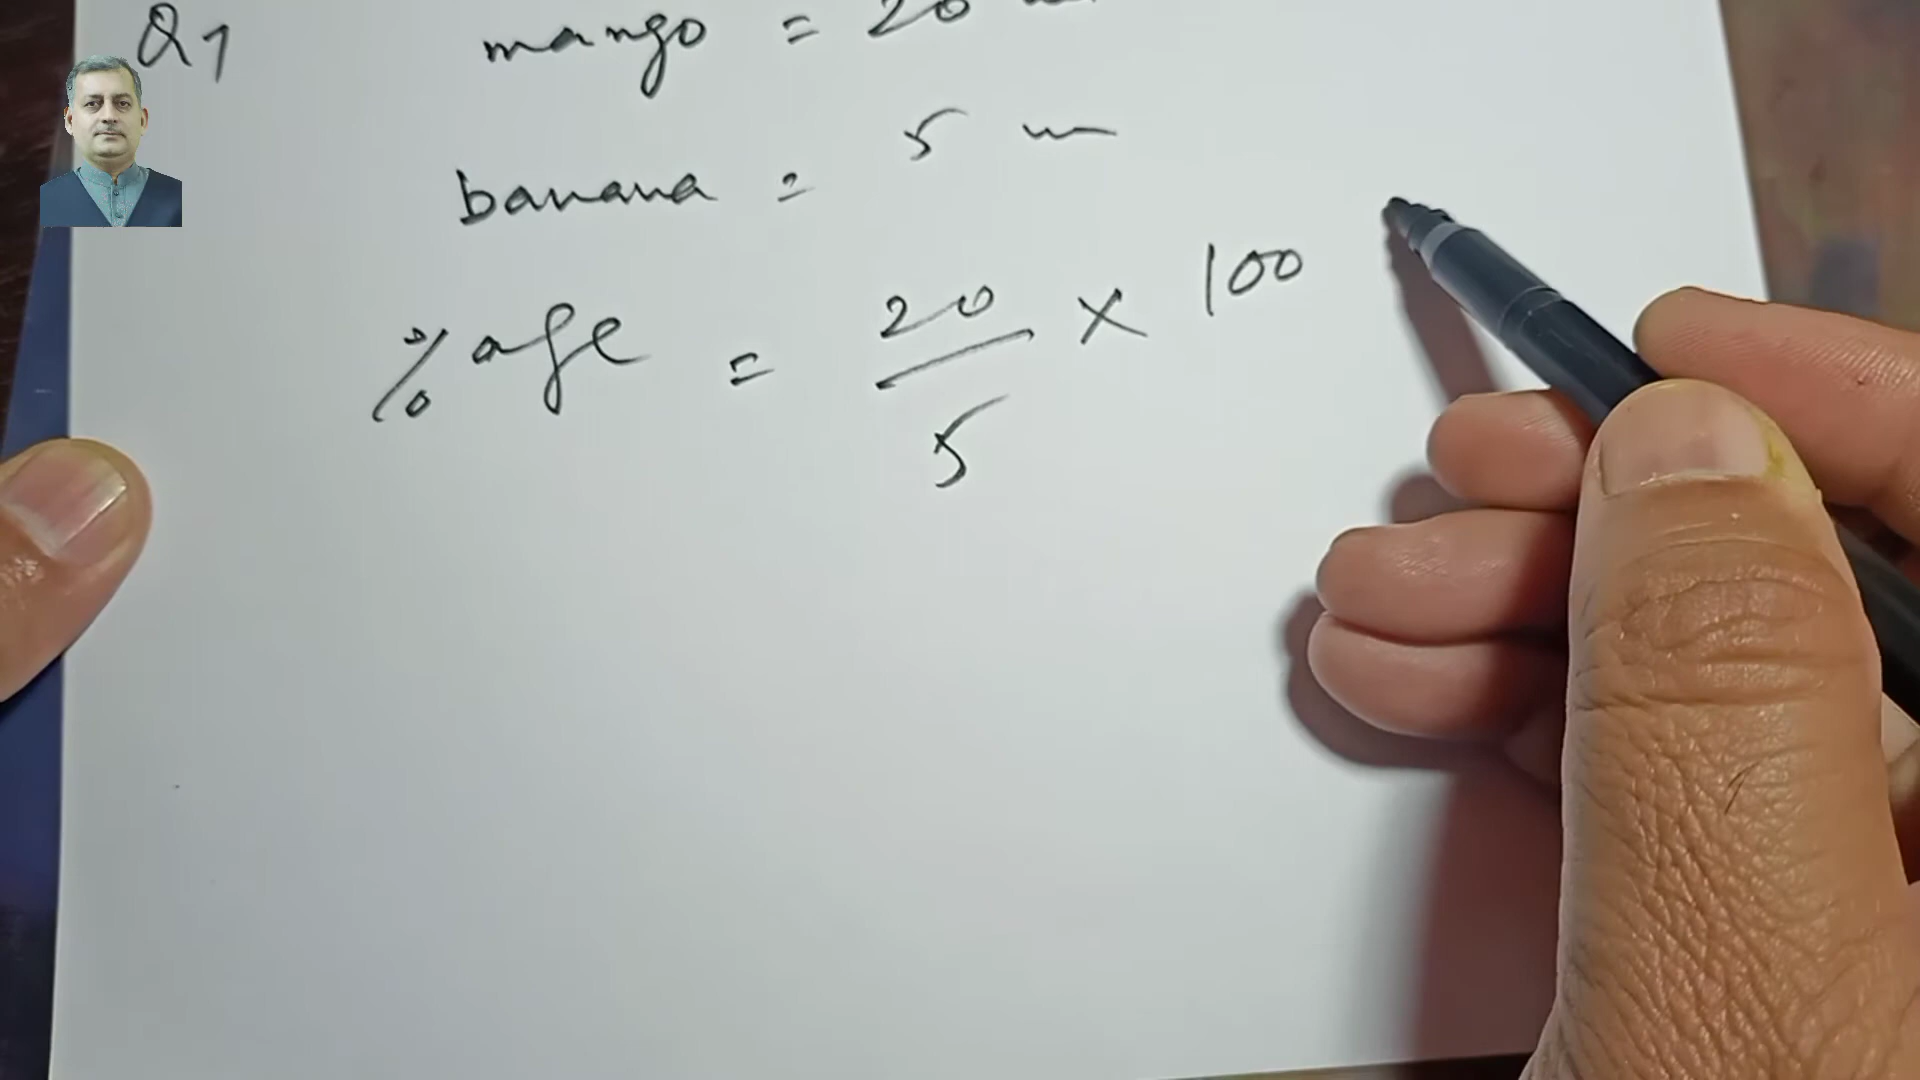 Q1 mango = 20
banana = 5
%age = 20/5 × 100